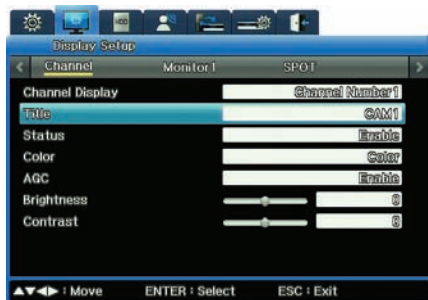 HDD
Display Setup
Channel Monitor1 SPOT
Channel Display Channel Number1
Title CAM1
Status Enable
Color Color
AGC Enable
Brightness 0
Contrast 0
▲▼◀▶ : Move ENTER : Select ESC : Exit